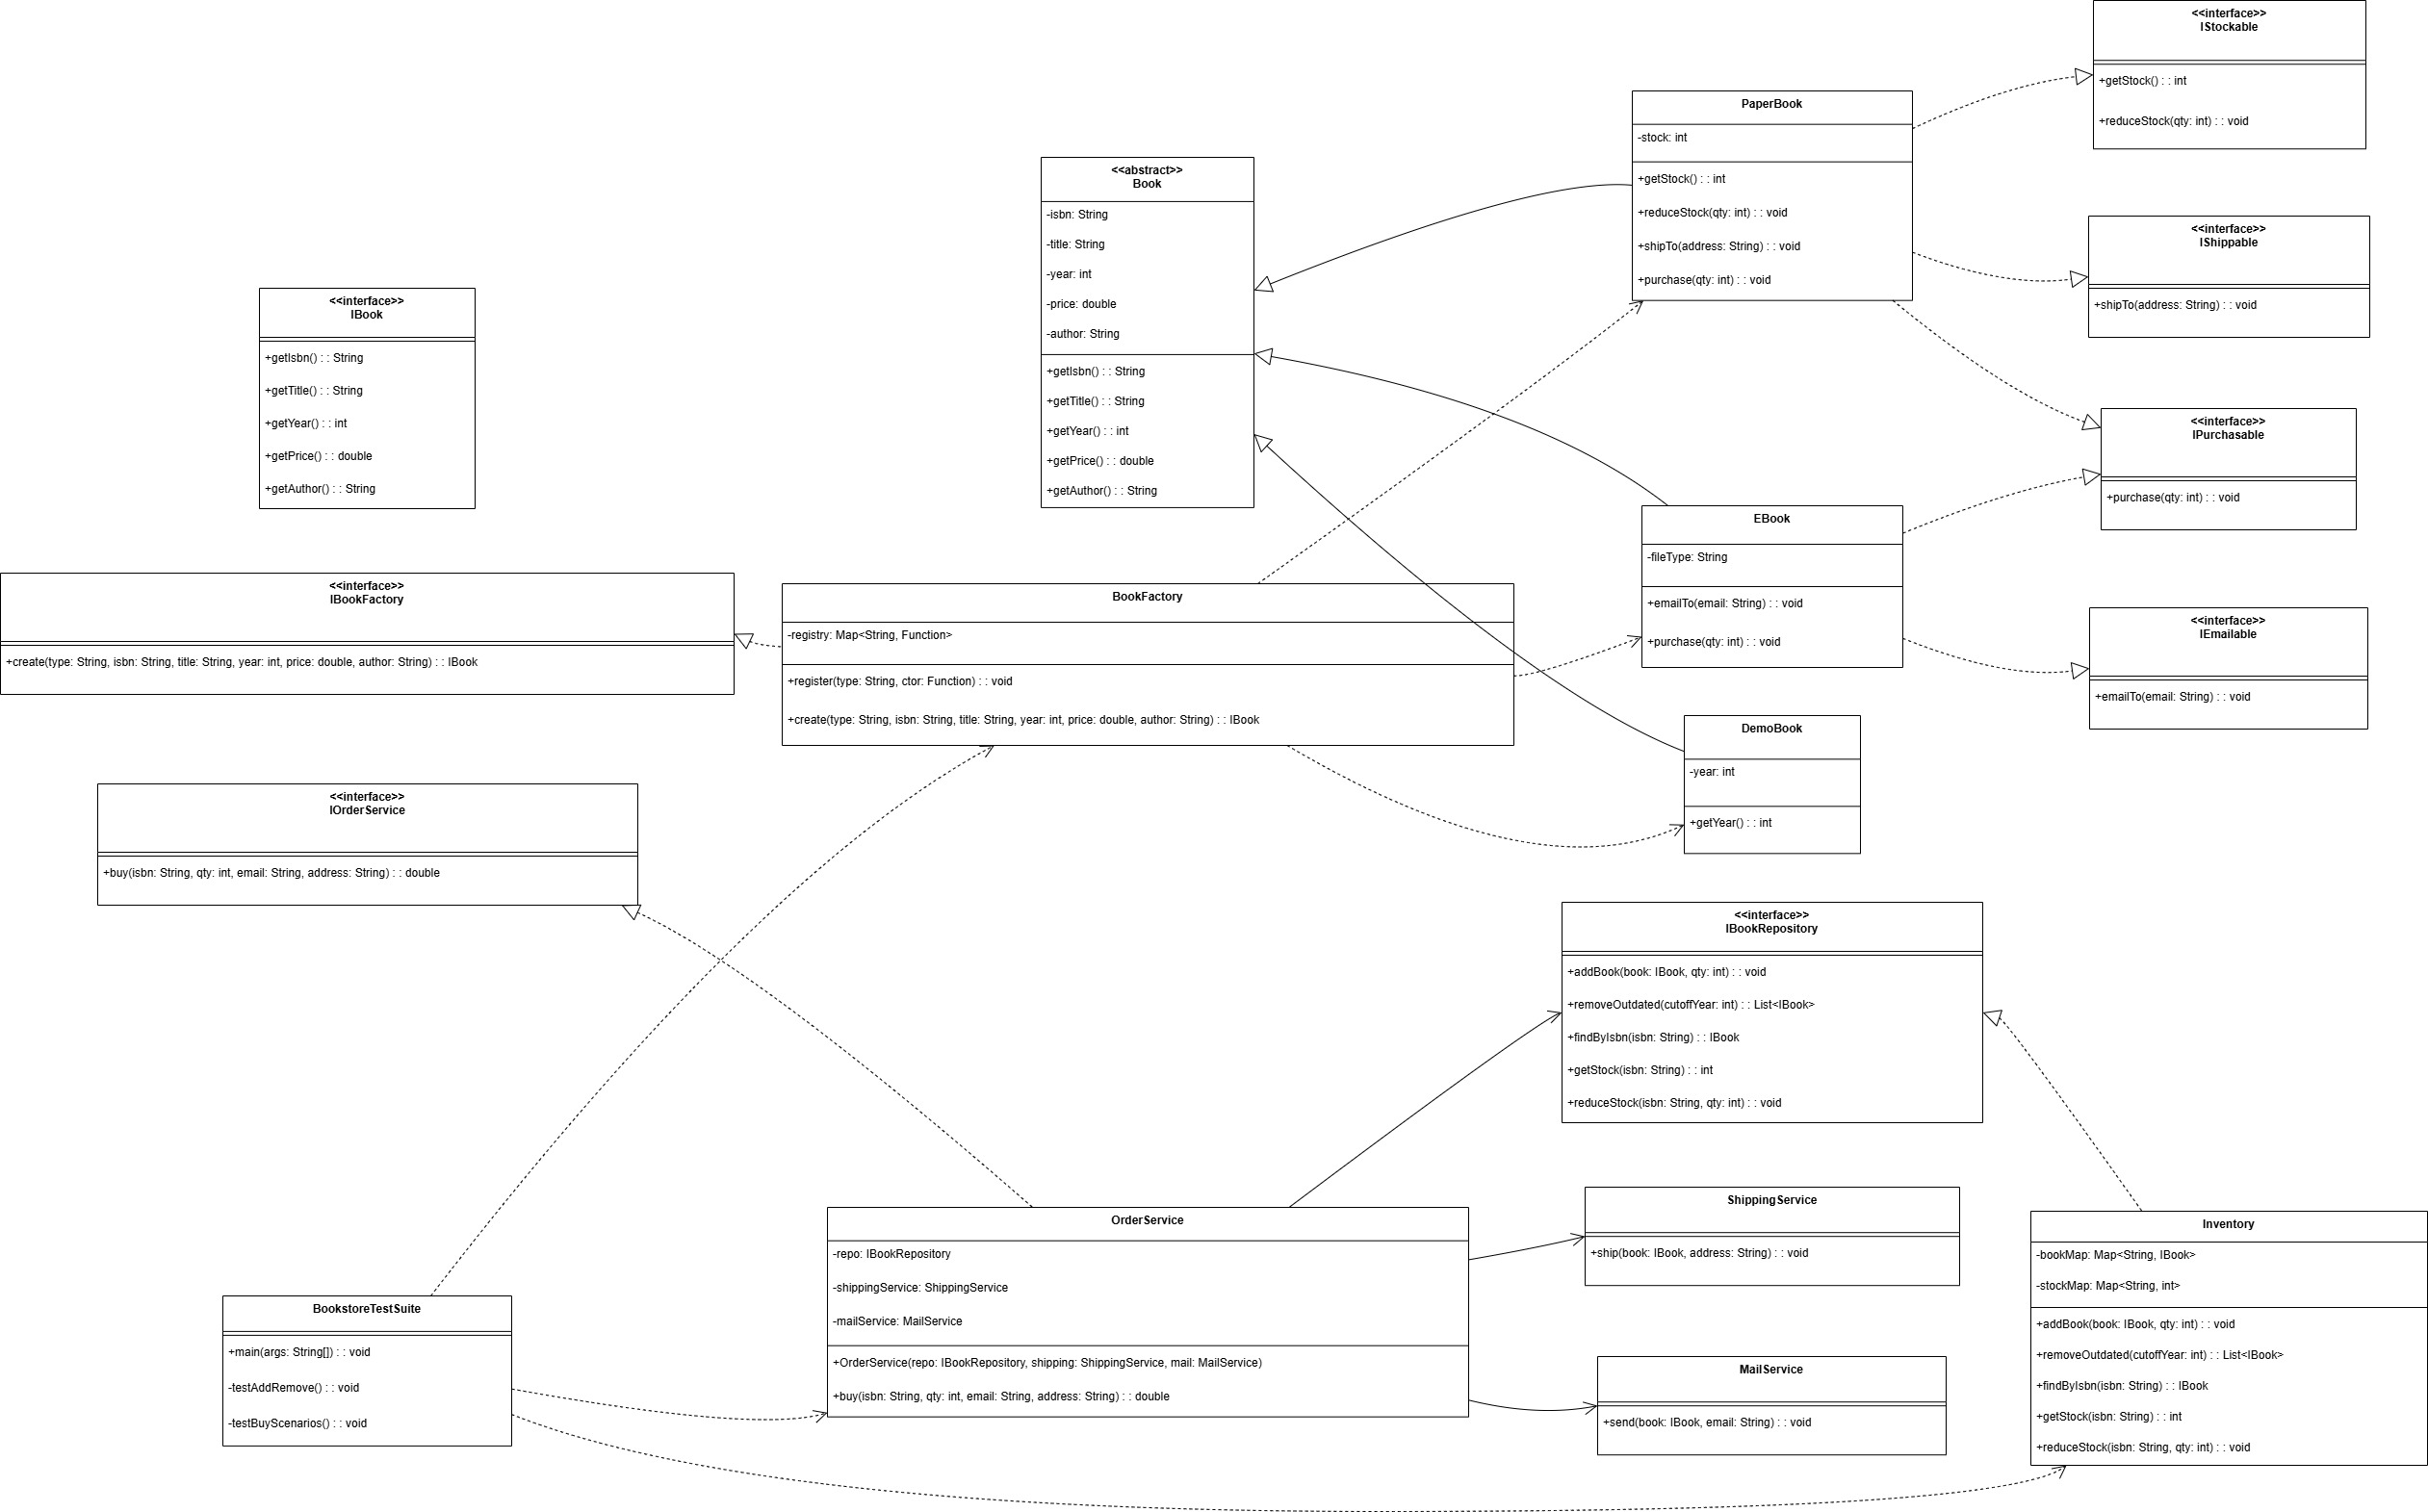 <<interface>>
IStockable
+getStock() : : int
+reduceStock(qty: int) : : void
PaperBook
-stock: int
+getStock() : : int
+reduceStock(qty: int) : : void
+shipTo(address: String) : : void
+purchase(qty: int) : : void
<<abstract>>
Book
-isbn: String
-title: String
-year: int
-price: double
-author: String
+getIsbn() : : String
+getTitle() : : String
+getYear() : : int
+getPrice() : : double
+getAuthor() : : String
<<interface>>
IShippable
+shipTo(address: String) : : void
<<interface>>
IBook
+getIsbn() : : String
+getTitle() : : String
+getYear() : : int
+getPrice() : : double
+getAuthor() : : String
<<interface>>
IPurchasable
+purchase(qty: int) : : void
EBook
-fileType: String
+emailTo(email: String) : : void
+purchase(qty: int) : : void
<<interface>>
IBookFactory
+create(type: String, isbn: String, title: String, year: int, price: double, author: String) : : IBook
BookFactory
-registry: Map<String, Function>
+register(type: String, ctor: Function) : : void
+create(type: String, isbn: String, title: String, year: int, price: double, author: String) : : IBook
<<interface>>
IEmailable
+emailTo(email: String) : : void
DemoBook
-year: int
+getYear() : : int
<<interface>>
IOrderService
+buy(isbn: String, qty: int, email: String, address: String) : : double
<<interface>>
IBookRepository
+addBook(book: IBook, qty: int) : : void
+removeOutdated(cutoffYear: int) : : List<IBook>
+findByIsbn(isbn: String) : : IBook
+getStock(isbn: String) : : int
+reduceStock(isbn: String, qty: int) : : void
ShippingService
+ship(book: IBook, address: String) : : void
OrderService
-repo: IBookRepository
-shippingService: ShippingService
-mailService: MailService
+OrderService(repo: IBookRepository, shipping: ShippingService, mail: MailService)
+buy(isbn: String, qty: int, email: String, address: String) : : double
Inventory
-bookMap: Map<String, IBook>
-stockMap: Map<String, int>
+addBook(book: IBook, qty: int) : : void
+removeOutdated(cutoffYear: int) : : List<IBook>
+findByIsbn(isbn: String) : : IBook
+getStock(isbn: String) : : int
+reduceStock(isbn: String, qty: int) : : void
BookstoreTestSuite
+main(args: String[]) : : void
-testAddRemove() : : void
-testBuyScenarios() : : void
MailService
+send(book: IBook, email: String) : : void